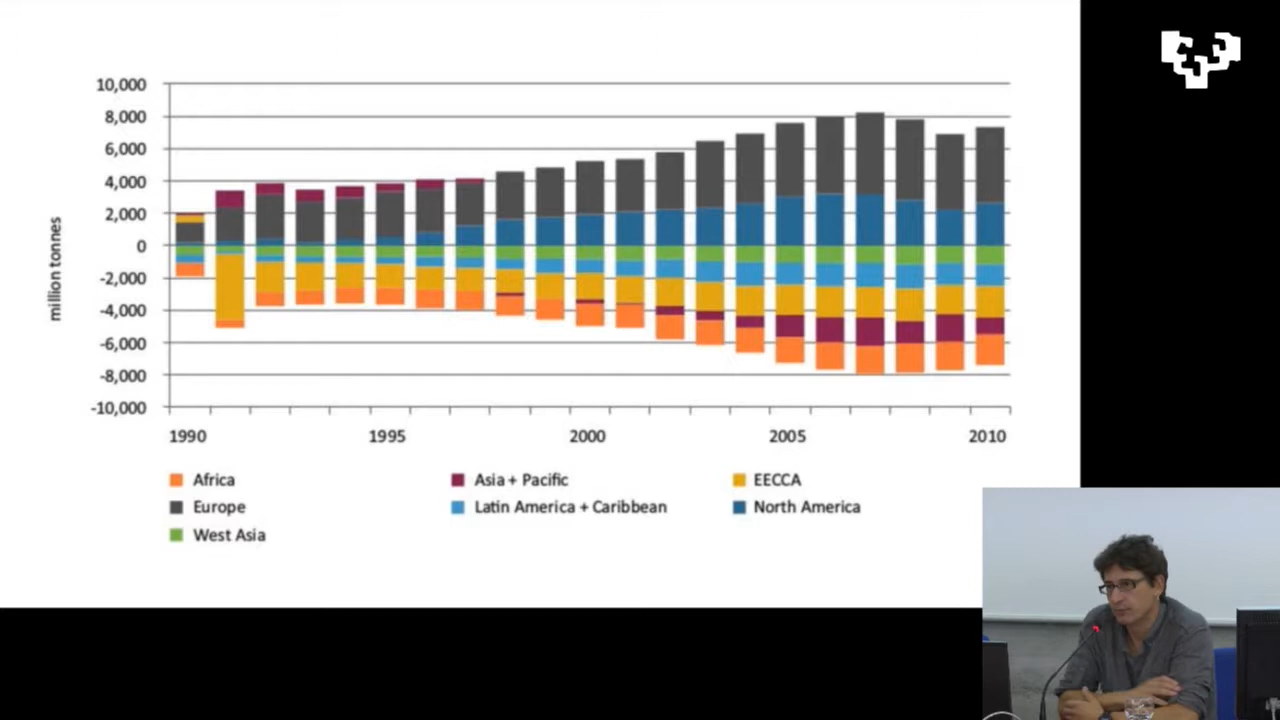 10,000
8,000
6,000
4,000
2,000
0
-2,000
-4,000
-6,000
-8,000
-10,000
million tonnes
1990 1995 2000 2005 2010
Africa Asia + Pacific EECCA
Europe Latin America + Caribbean North America
West Asia